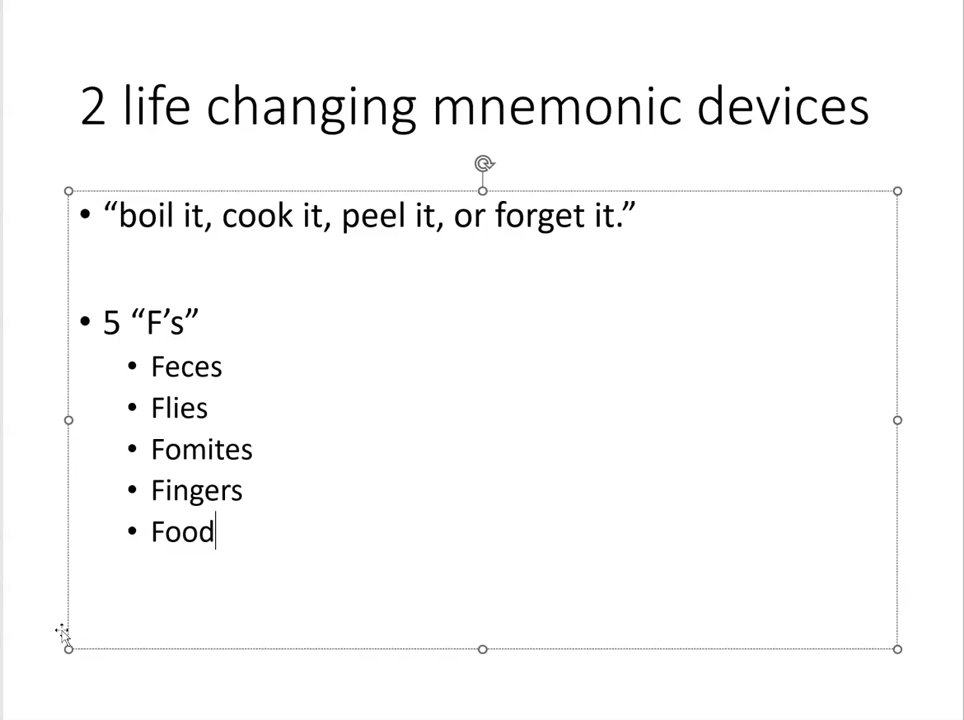 2 life changing mnemonic devices
• “boil it, cook it, peel it, or forget it.”
• 5 “F’s”
• Feces
• Flies
• Fomites
• Fingers
• Food